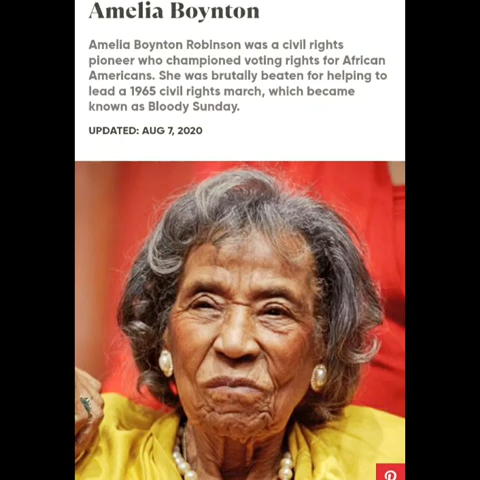 Amelia Boynton
Amelia Boynton Robinson was a civil rights
pioneer who championed voting rights for African
Americans. She was brutally beaten for helping to
lead a 1965 civil rights march, which became
known as Bloody Sunday.
UPDATED: AUG 7, 2020